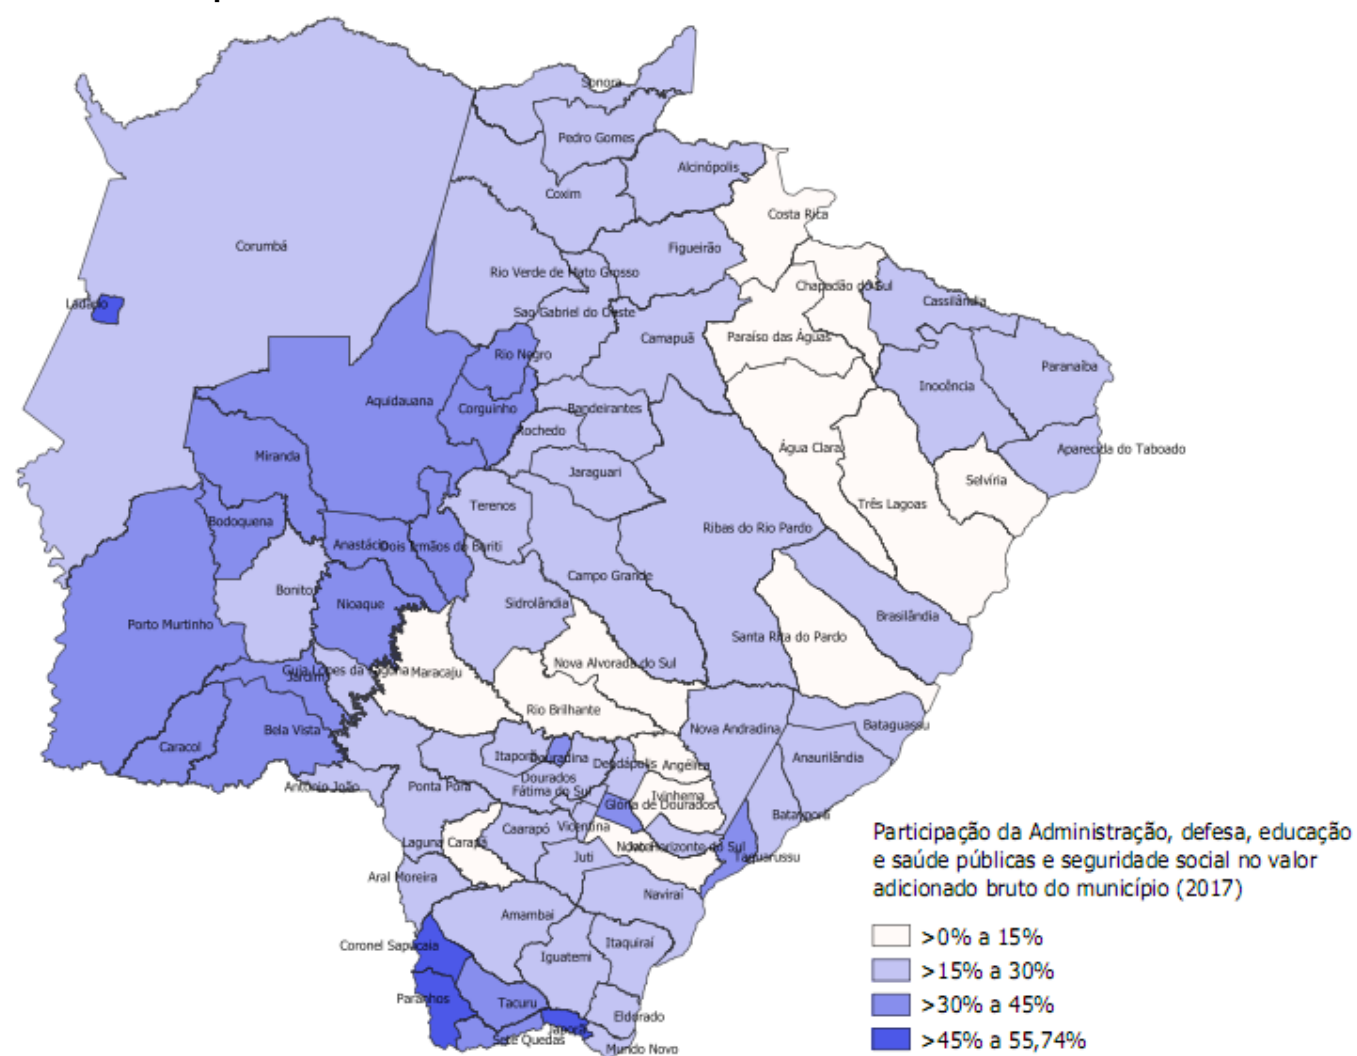 Sonora
Pedro Gomes
Alcinópolis
Coxim
Costa Rica
Corumbá
Figueirão
Rio Verde de Mato Grosso
Chapadão do Sul
Cassilândia
Ladário
Sao Gabriel do Oeste
Camapuã
Paraíso das Águas
Rio Negro
Paranaíba
Inocência
Aquidauana
Corguinho
Bandeirantes
Rochedo
Água Clara
Aparecida do Taboado
Miranda
Jaraguari
Selvíria
Terenos
Três Lagoas
Bodoquena
Ribas do Rio Pardo
Anastácio
Dois Irmãos do Buriti
Campo Grande
Bonito
Nioaque
Sidrolândia
Brasilândia
Porto Murtinho
Santa Rita do Pardo
Nova Alvorada do Sul
Guia Lopes da Laguna
Jardim
Maracaju
Rio Brilhante
Bataguassu
Bela Vista
Nova Andradina
Caracol
Itaporã
Douradina
Anaurilândia
Deodápolis
Angélica
Dourados
António João
Ponta Porã
Fátima do Sul
Ivinhema
Glória de Dourados
Batayporã
Caarapó
Vicentina
Laguna Carapã
Novo Horizonte do Sul
Juti
Taquarussu
Aral Moreira
Naviraí
Amambai
Coronel Sapucaia
Itaquiraí
Iguatemi
Paranhos
Tacuru
Eldorado
Japorã
Sete Quedas
Mundo Novo
Participação da Administração, defesa, educação
e saúde públicas e seguridade social no valor
adicionado bruto do município (2017)
>0% a 15%
>15% a 30%
>30% a 45%
>45% a 55,74%